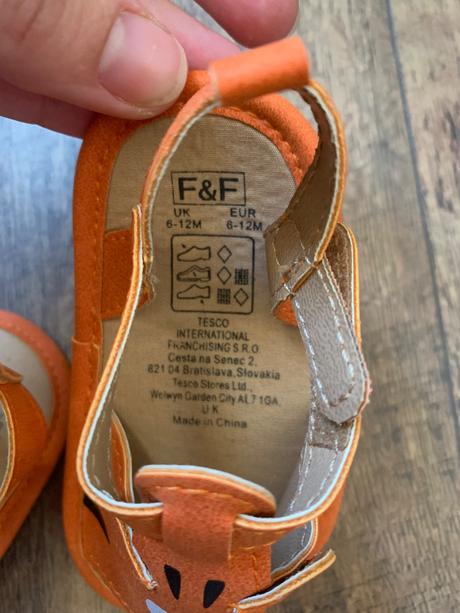 F&F
UK EUR
6-12M 6-12M
TESCO
INTERNATIONAL
FRANCHISING S.R.O.
Cesta na Senec 2,
821 04 Bratislava, Slovakia
Tesco Stores Ltd.,
Welwyn Garden City AL7 1GA,
U K
Made in China